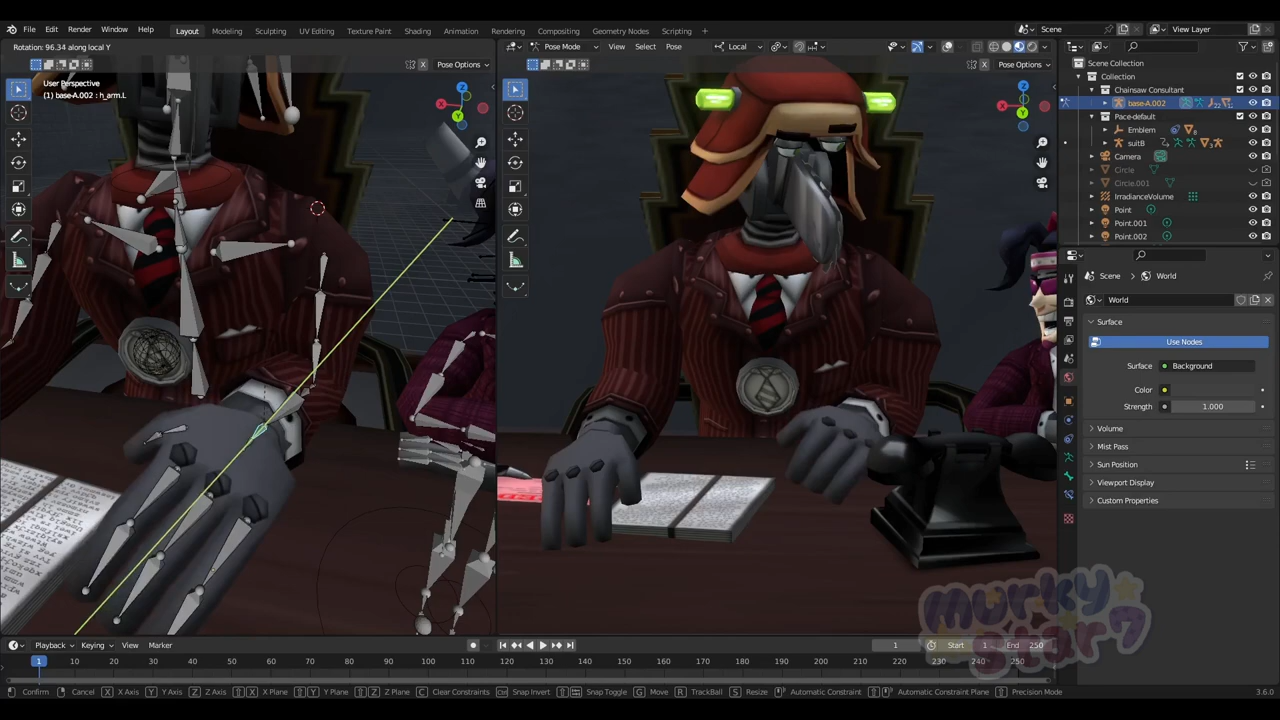 File Edit Render Window Help Layout Modeling Sculpting UV Editing Texture Paint Shading Animation Rendering Compositing Geometry Nodes Scripting Scene View Layer
Rotation: 96.34 along local Y
Pose Mode View Select Pose Local
X Pose Options
X Pose Options
User Perspective
(1) base-A.002 : h_arm.L
Z
X
Y
Z
X
Y
Scene Collection
Collection
Chainsaw Consultant
base-A.002
Pace-default
Emblem
suitB
Camera
Circle
Circle.001
IrradianceVolume
Point
Point.001
Point.002
Scene World
World
Surface
Use Nodes
Surface Background
Color
Strength 1.000
Volume
Mist Pass
Sun Position
Viewport Display
Custom Properties
murky
star7
Playback Keying View Marker
1 Start 1 End 250
1 10 20 30 40 50 60 70 80 90 100 110 120 130 140 150 160 170 180 190 200 210 220 230 240 250
Confirm Cancel X X Axis Y Y Axis Z Z Axis X X Plane Y Y Plane Z Z Plane C Clear Constraints Ctrl Snap Invert Snap Toggle G Move R TrackBall S Resize Automatic Constraint Automatic Constraint Plane Precision Mode
3.6.0